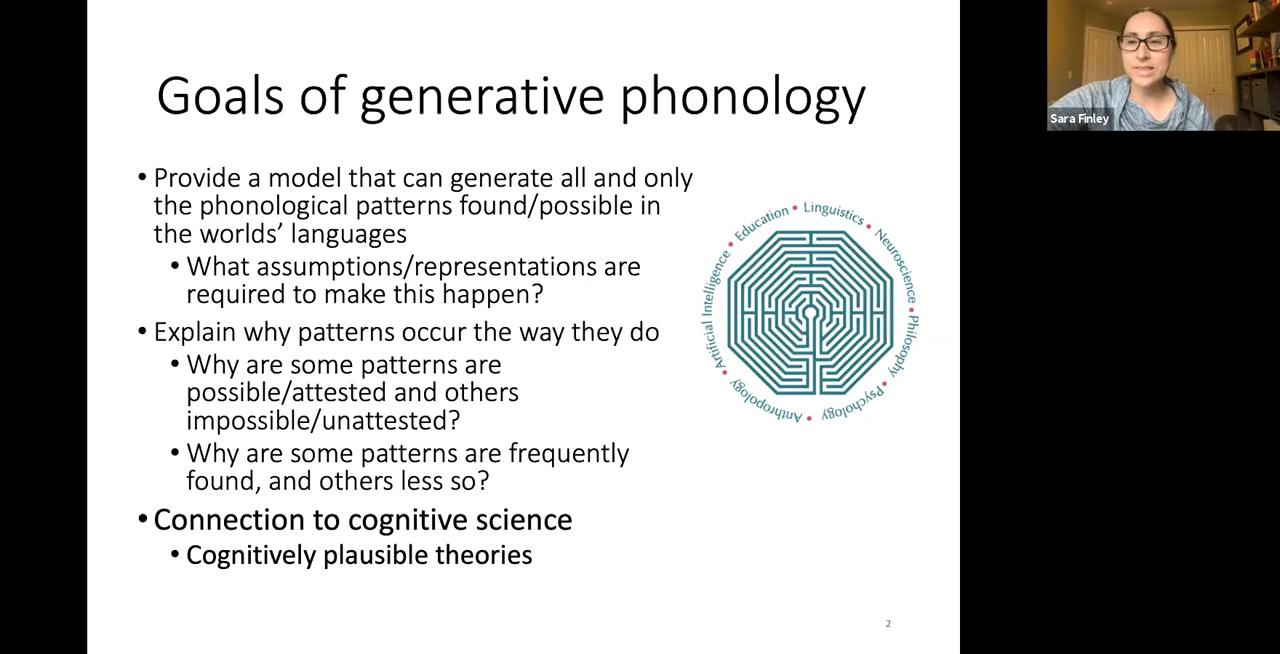 Goals of generative phonology
Sara Finley
• Provide a model that can generate all and only
the phonological patterns found/possible in
the worlds' languages
• What assumptions/representations are
required to make this happen?
• Explain why patterns occur the way they do
• Why are some patterns are
possible/attested and others
impossible/unattested?
• Why are some patterns are frequently
found, and others less so?
• Connection to cognitive science
• Cognitively plausible theories
Education • Linguistics • Neuroscience • Philosophy • Psychology • Anthropology • Artificial Intelligence •
2